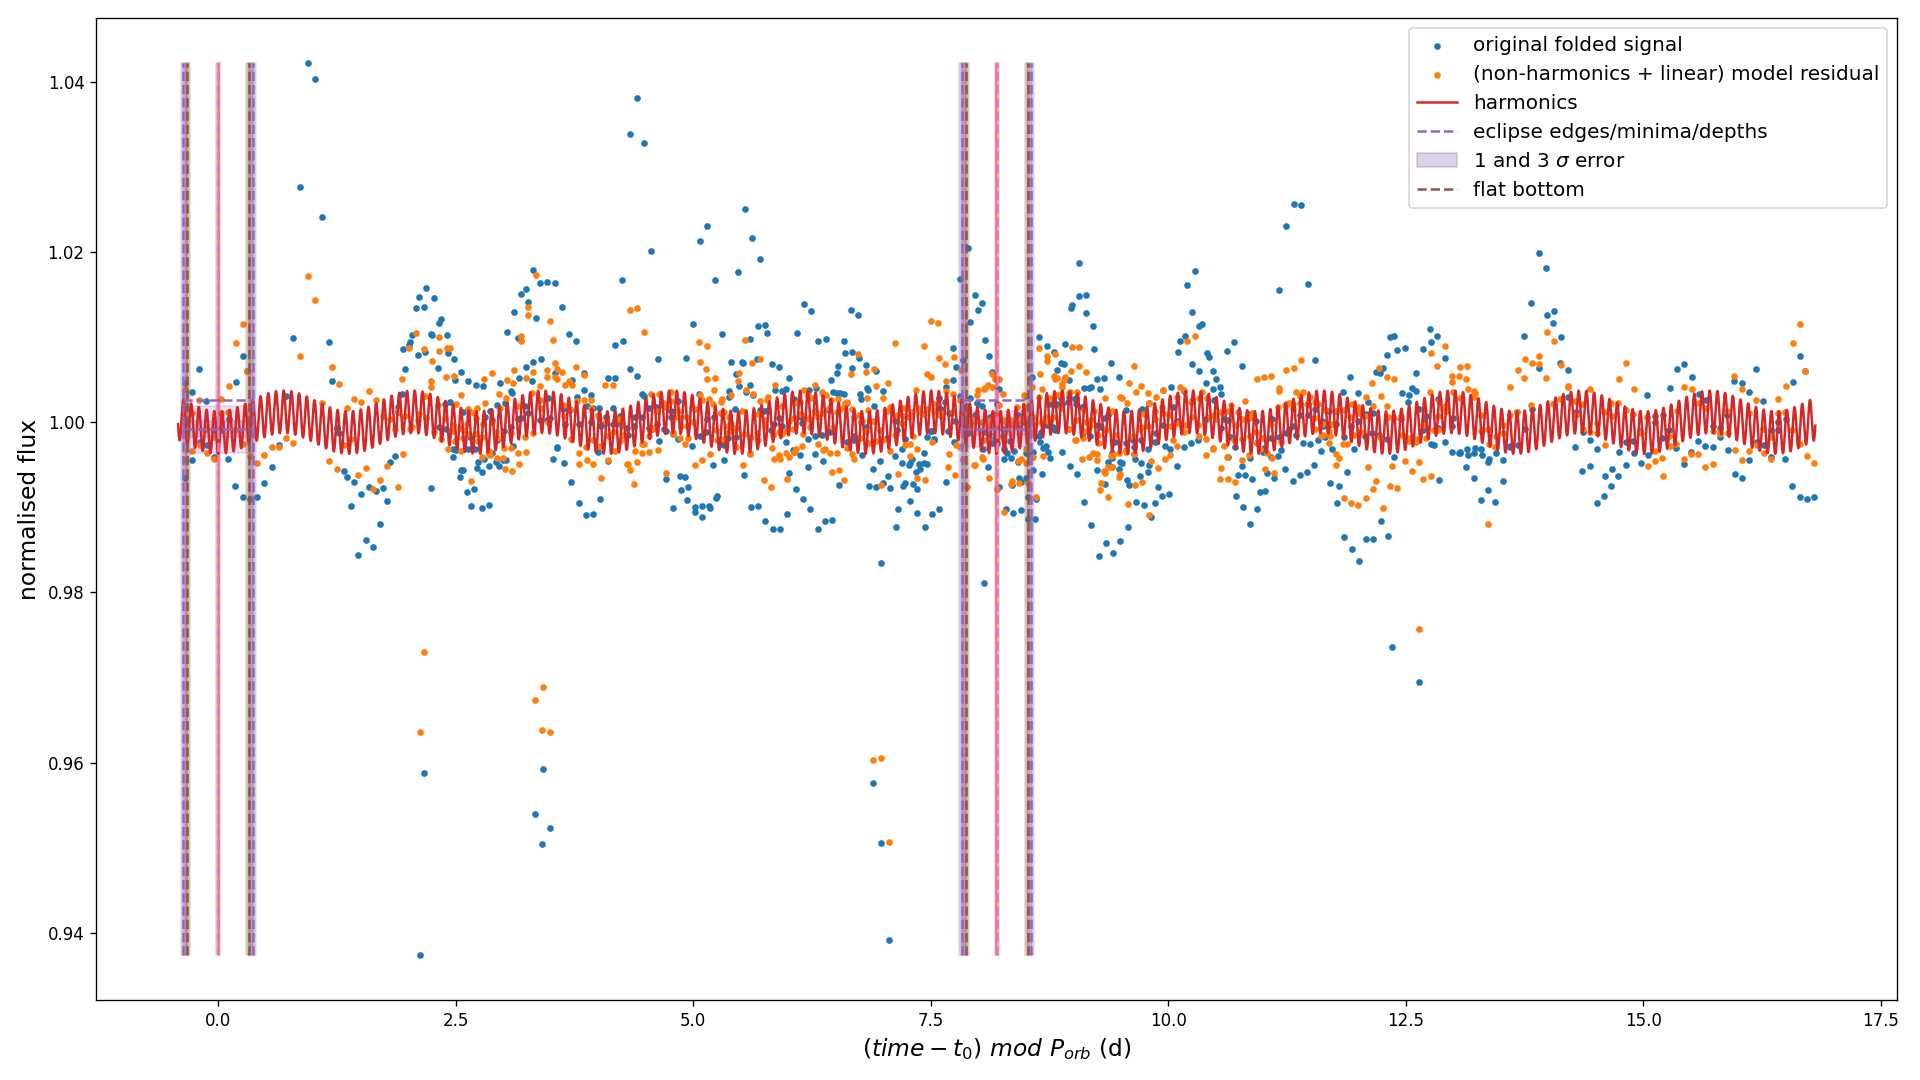 original folded signal
(non-harmonics + linear) model residual
harmonics
eclipse edges/minima/depths
1 and 3 σ error
flat bottom
1.04
1.02
1.00
0.98
0.96
0.94
normalised flux
0.0 2.5 5.0 7.5 10.0 12.5 15.0 17.5
(time − t₀) mod Pₒᵣb (d)